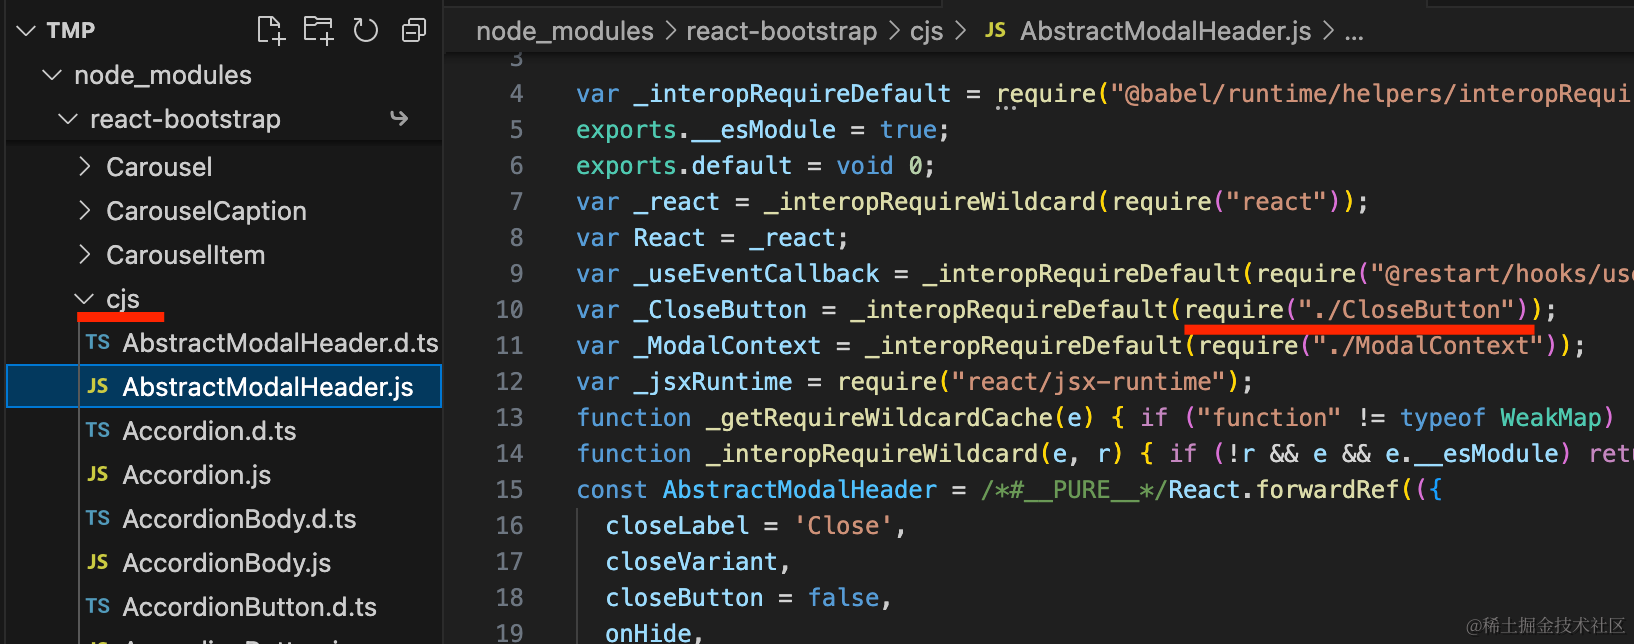 TMP
node_modules
react-bootstrap
Carousel
CarouselCaption
CarouselItem
cjs
TS AbstractModalHeader.d.ts
JS AbstractModalHeader.js
TS Accordion.d.ts
JS Accordion.js
TS AccordionBody.d.ts
JS AccordionBody.js
TS AccordionButton.d.ts
node_modules > react-bootstrap > cjs > JS AbstractModalHeader.js > ...
3
4 var _interopRequireDefault = require("@babel/runtime/helpers/interopRequi
5 exports.__esModule = true;
6 exports.default = void 0;
7 var _react = _interopRequireWildcard(require("react"));
8 var React = _react;
9 var _useEventCallback = _interopRequireDefault(require("@restart/hooks/use
10 var _CloseButton = _interopRequireDefault(require("./CloseButton"));
11 var _ModalContext = _interopRequireDefault(require("./ModalContext"));
12 var _jsxRuntime = require("react/jsx-runtime");
13 function _getRequireWildcardCache(e) { if ("function" != typeof WeakMap)
14 function _interopRequireWildcard(e, r) { if (!r && e && e.__esModule) retu
15 const AbstractModalHeader = /*#__PURE__*/React.forwardRef(({
16 closeLabel = 'Close',
17 closeVariant,
18 closeButton = false,
19 onHide,
@稀土掘金技术社区